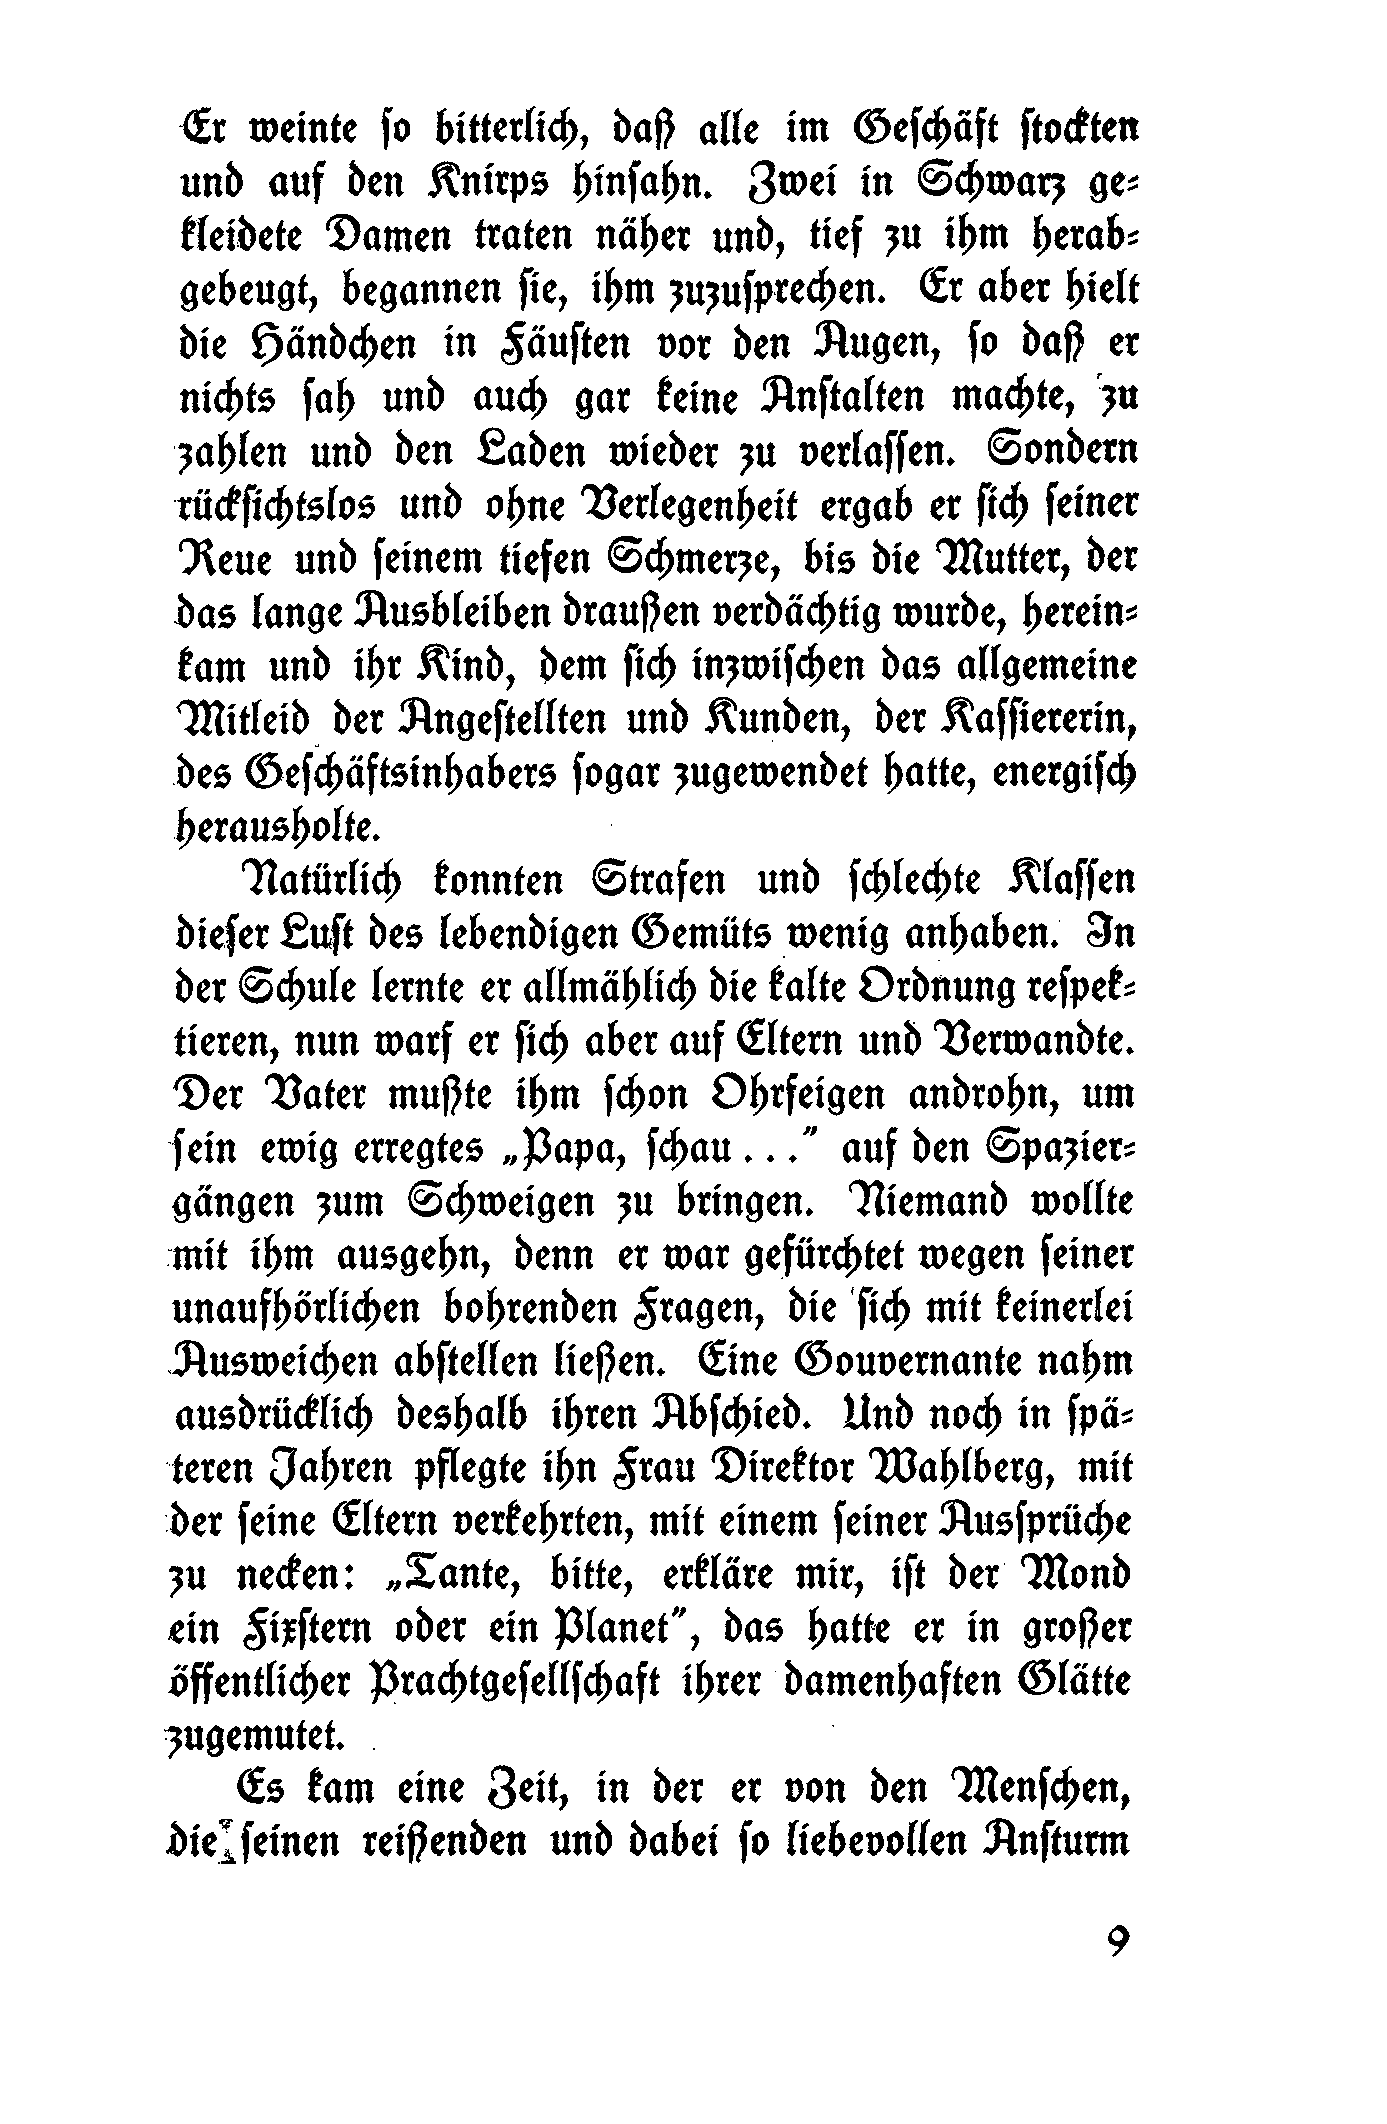 Er weinte so bitterlich, daß alle im Geschäft stockten
und auf den Knirps hinsahn. Zwei in Schwarz ge-
kleidete Damen traten näher und, tief zu ihm herab-
gebeugt, begannen sie, ihm zuzusprechen. Er aber hielt
die Händchen in Fäusten vor den Augen, so daß er
nichts sah und auch gar keine Anstalten machte, zu
zahlen und den Laden wieder zu verlassen. Sondern
rücksichtslos und ohne Verlegenheit ergab er sich seiner
Reue und seinem tiefen Schmerze, bis die Mutter, der
das lange Ausbleiben draußen verdächtig wurde, herein-
kam und ihr Kind, dem sich inzwischen das allgemeine
Mitleid der Angestellten und Kunden, der Kassiererin,
des Geschäftsinhabers sogar zugewendet hatte, energisch
herausholte.
Natürlich konnten Strafen und schlechte Klassen
dieser Lust des lebendigen Gemüts wenig anhaben. In
der Schule lernte er allmählich die kalte Ordnung respek-
tieren, nun warf er sich aber auf Eltern und Verwandte.
Der Vater mußte ihm schon Ohrfeigen androhn, um
sein ewig erregtes „Papa, schau . . .“ auf den Spazier-
gängen zum Schweigen zu bringen. Niemand wollte
mit ihm ausgehn, denn er war gefürchtet wegen seiner
unaufhörlichen bohrenden Fragen, die sich mit keinerlei
Ausweichen abstellen ließen. Eine Gouvernante nahm
ausdrücklich deshalb ihren Abschied. Und noch in spä-
teren Jahren pflegte ihn Frau Direktor Wahlberg, mit
der seine Eltern verkehrten, mit einem seiner Aussprüche
zu necken: „Tante, bitte, erkläre mir, ist der Mond
ein Fixstern oder ein Planet“, das hatte er in großer
öffentlicher Prachtgesellschaft ihrer damenhaften Glätte
zugemutet.
Es kam eine Zeit, in der er von den Menschen,
die seinen reißenden und dabei so liebevollen Ansturm
9